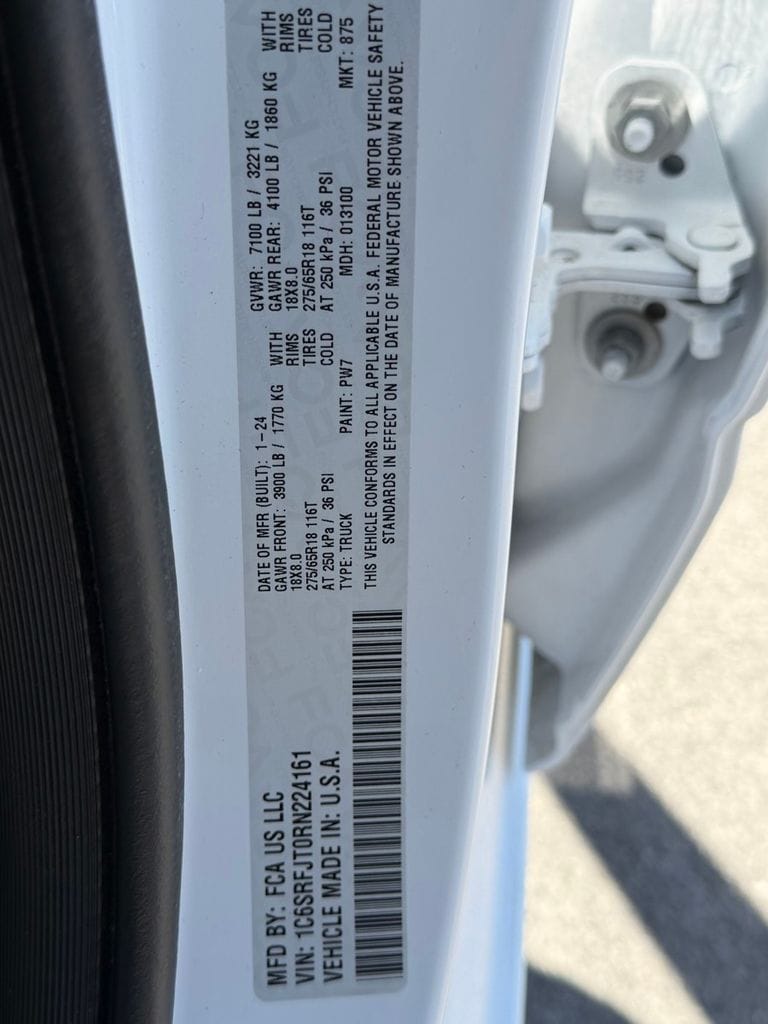 MFD BY: FCA US LLC
VIN: 1C6SRFJT0RN224161
VEHICLE MADE IN: U.S.A.
DATE OF MFR (BUILT): 1-24 GVWR: 7100 LB / 3221 KG
GAWR FRONT: 3900 LB / 1770 KG WITH GAWR REAR: 4100 LB / 1860 KG WITH
18X8.0 RIMS 18X8.0 RIMS
275/65R18 116T TIRES 275/65R18 116T TIRES
AT 250 kPa / 36 PSI COLD AT 250 kPa / 36 PSI COLD
TYPE: TRUCK PAINT: PW7 MDH: 013100 MKT: 875
THIS VEHICLE CONFORMS TO ALL APPLICABLE U.S.A. FEDERAL MOTOR VEHICLE SAFETY
STANDARDS IN EFFECT ON THE DATE OF MANUFACTURE SHOWN ABOVE.